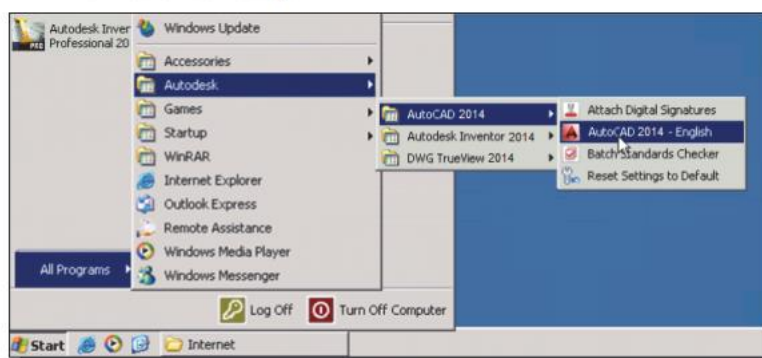 Autodesk Inver
Professional 20
Windows Update
Accessories
Autodesk
Games
Startup
WinRAR
Internet Explorer
Outlook Express
Remote Assistance
Windows Media Player
Windows Messenger
AutoCAD 2014
Autodesk Inventor 2014
DWG TrueView 2014
Attach Digital Signatures
AutoCAD 2014 - English
Batch Standards Checker
Reset Settings to Default
All Programs
Log Off
Turn Off Computer
Start
Internet